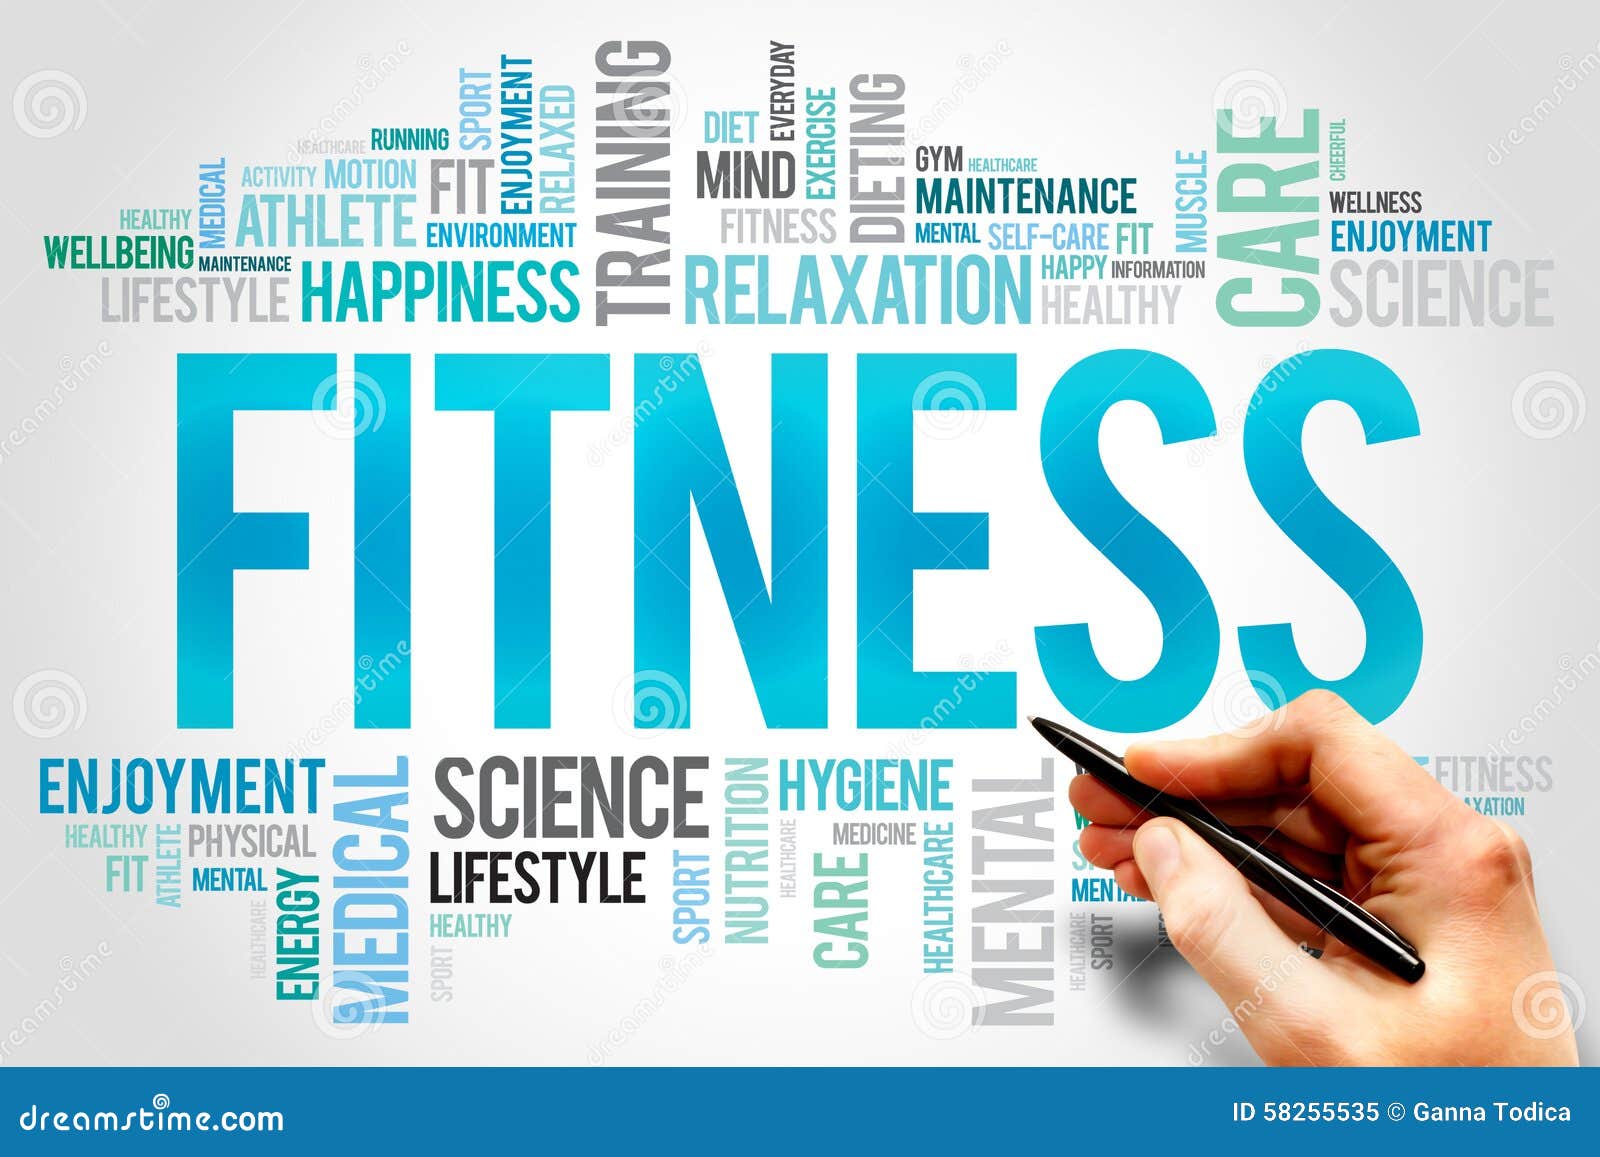 TRAINING
EVERYDAY
SPORT
ENJOYMENT
RELAXED
DIET
EXERCISE
DIETING
RUNNING
HEALTHCARE
CARE
CHEERFUL
MIND
GYM
HEALTHCARE
MUSCLE
MEDICAL
ACTIVITY
MOTION
FIT
MAINTENANCE
WELLNESS
HEALTHY
ATHLETE
FITNESS
WELLBEING
ENVIRONMENT
MENTAL
SELF-CARE
FIT
ENJOYMENT
MAINTENANCE
HAPPY
INFORMATION
LIFESTYLE
HAPPINESS
RELAXATION
HEALTHY
SCIENCE
FITNESS
ENJOYMENT
MEDICAL
SCIENCE
NUTRITION
HYGIENE
MENTAL
FITNESS
HEALTHY
ATHLETE
PHYSICAL
HEALTHCARE
MEDICINE
HEALTHCARE
FIT
MENTAL
LIFESTYLE
SPORT
CARE
MENTAL
ENERGY
HEALTHCARE
HEALTHY
SPORT
HEALTHCARE
SPORT
dreamstime.com
ID 58255535 © Ganna Todica